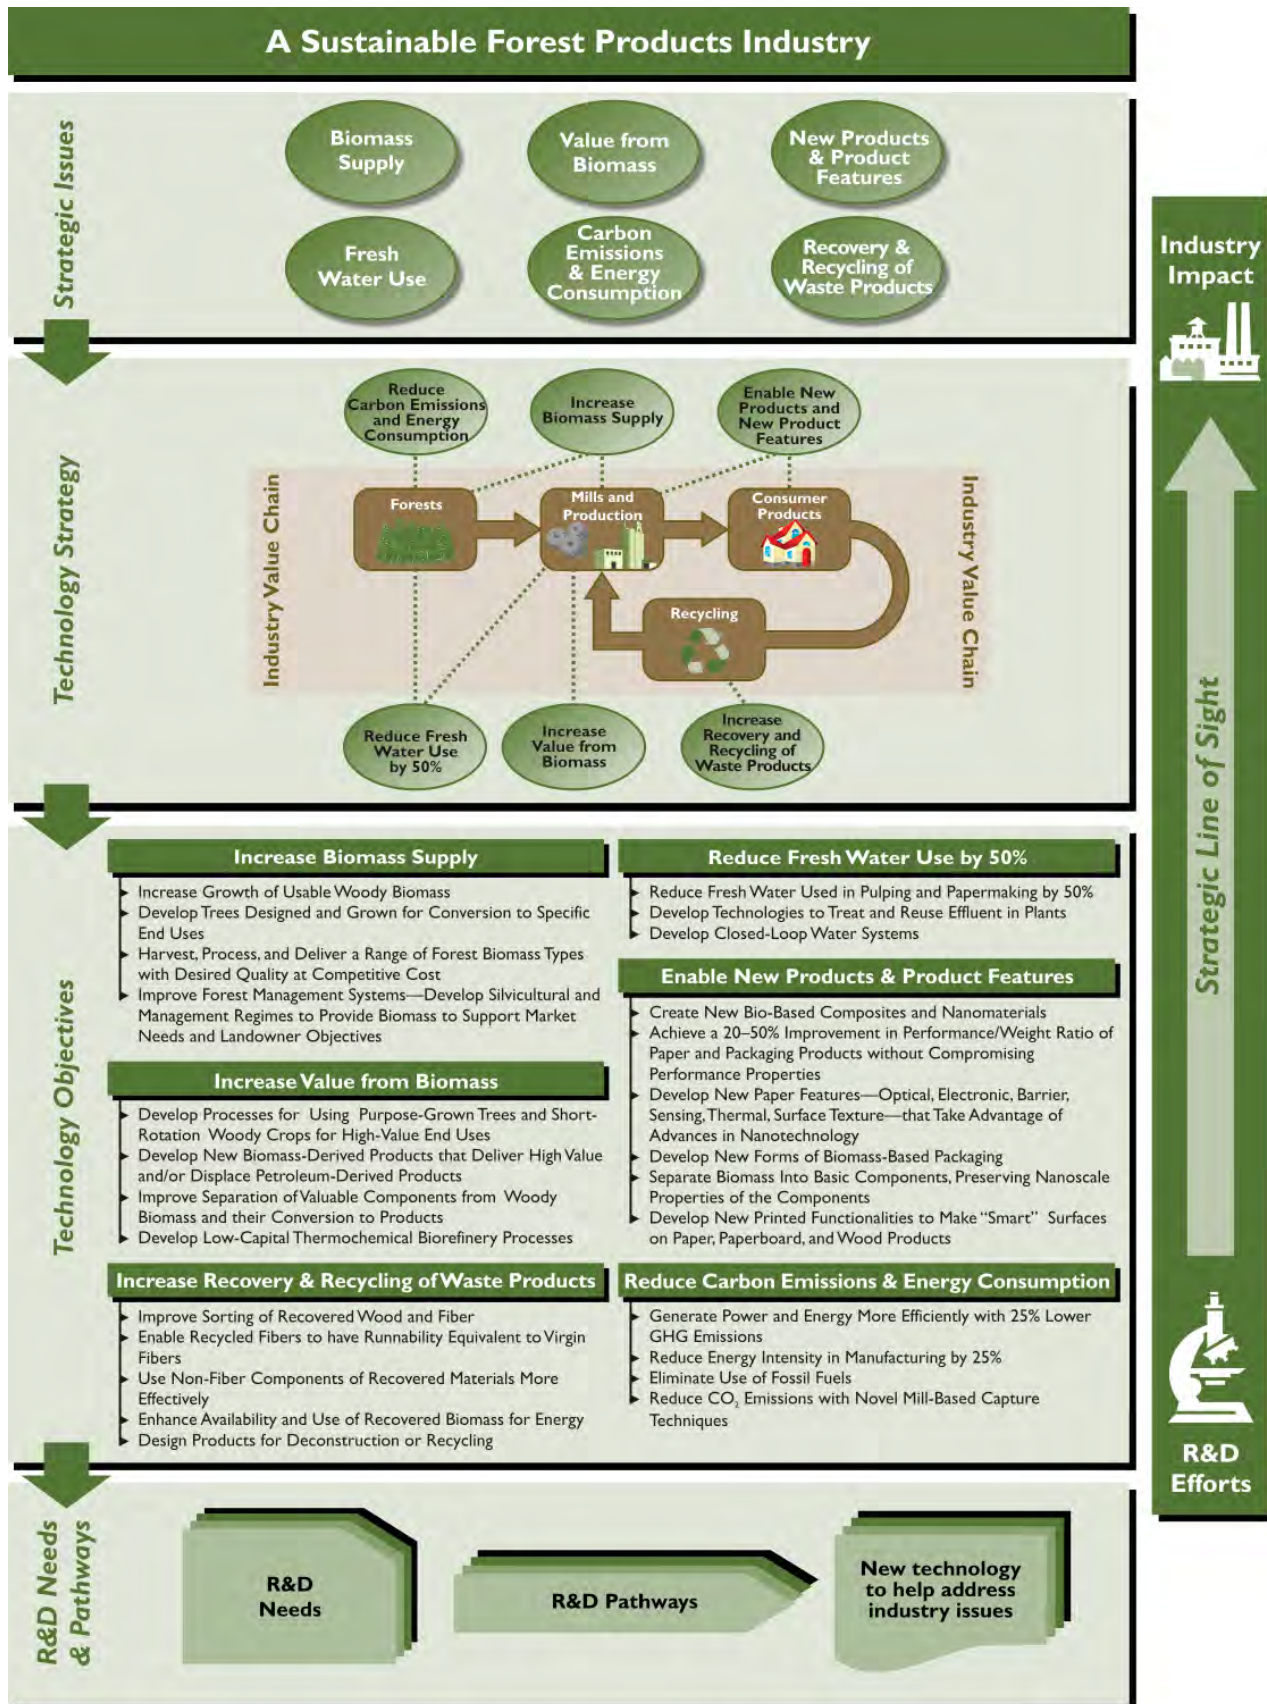 A Sustainable Forest Products Industry
Strategic Issues
Biomass
Supply
Value from
Biomass
New Products
& Product
Features
Fresh
Water Use
Carbon
Emissions
& Energy
Consumption
Recovery &
Recycling of
Waste Products
Technology Strategy
Reduce
Carbon Emissions
and Energy
Consumption
Increase
Biomass Supply
Enable New
Products and
New Product
Features
Industry Value Chain
Forests
Mills and
Production
Consumer
Products
Recycling
Industry Value Chain
Reduce Fresh
Water Use
by 50%
Increase
Value from
Biomass
Increase
Recovery and
Recycling of
Waste Products
Technology Objectives
Increase Biomass Supply
Increase Growth of Usable Woody Biomass
Develop Trees Designed and Grown for Conversion to Specific
End Uses
Harvest, Process, and Deliver a Range of Forest Biomass Types
with Desired Quality at Competitive Cost
Improve Forest Management Systems—Develop Silvicultural and
Management Regimes to Provide Biomass to Support Market
Needs and Landowner Objectives
Increase Value from Biomass
Develop Processes for Using Purpose-Grown Trees and Short-
Rotation Woody Crops for High-Value End Uses
Develop New Biomass-Derived Products that Deliver High Value
and/or Displace Petroleum-Derived Products
Improve Separation of Valuable Components from Woody
Biomass and their Conversion to Products
Develop Low-Capital Thermochemical Biorefinery Processes
Increase Recovery & Recycling of Waste Products
Improve Sorting of Recovered Wood and Fiber
Enable Recycled Fibers to have Runnability Equivalent to Virgin
Fibers
Use Non-Fiber Components of Recovered Materials More
Effectively
Enhance Availability and Use of Recovered Biomass for Energy
Design Products for Deconstruction or Recycling
Reduce Fresh Water Use by 50%
Reduce Fresh Water Used in Pulping and Papermaking by 50%
Develop Technologies to Treat and Reuse Effluent in Plants
Develop Closed-Loop Water Systems
Enable New Products & Product Features
Create New Bio-Based Composites and Nanomaterials
Achieve a 20–50% Improvement in Performance/Weight Ratio of
Paper and Packaging Products without Compromising
Performance Properties
Develop New Paper Features—Optical, Electronic, Barrier,
Sensing, Thermal, Surface Texture—that Take Advantage of
Advances in Nanotechnology
Develop New Forms of Biomass-Based Packaging
Separate Biomass Into Basic Components, Preserving Nanoscale
Properties of the Components
Develop New Printed Functionalities to Make “Smart” Surfaces
on Paper, Paperboard, and Wood Products
Reduce Carbon Emissions & Energy Consumption
Generate Power and Energy More Efficiently with 25% Lower
GHG Emissions
Reduce Energy Intensity in Manufacturing by 25%
Eliminate Use of Fossil Fuels
Reduce CO₂ Emissions with Novel Mill-Based Capture
Techniques
R&D Needs
& Pathways
R&D
Needs
R&D Pathways
New technology
to help address
industry issues
Industry
Impact
Strategic Line of Sight
R&D
Efforts